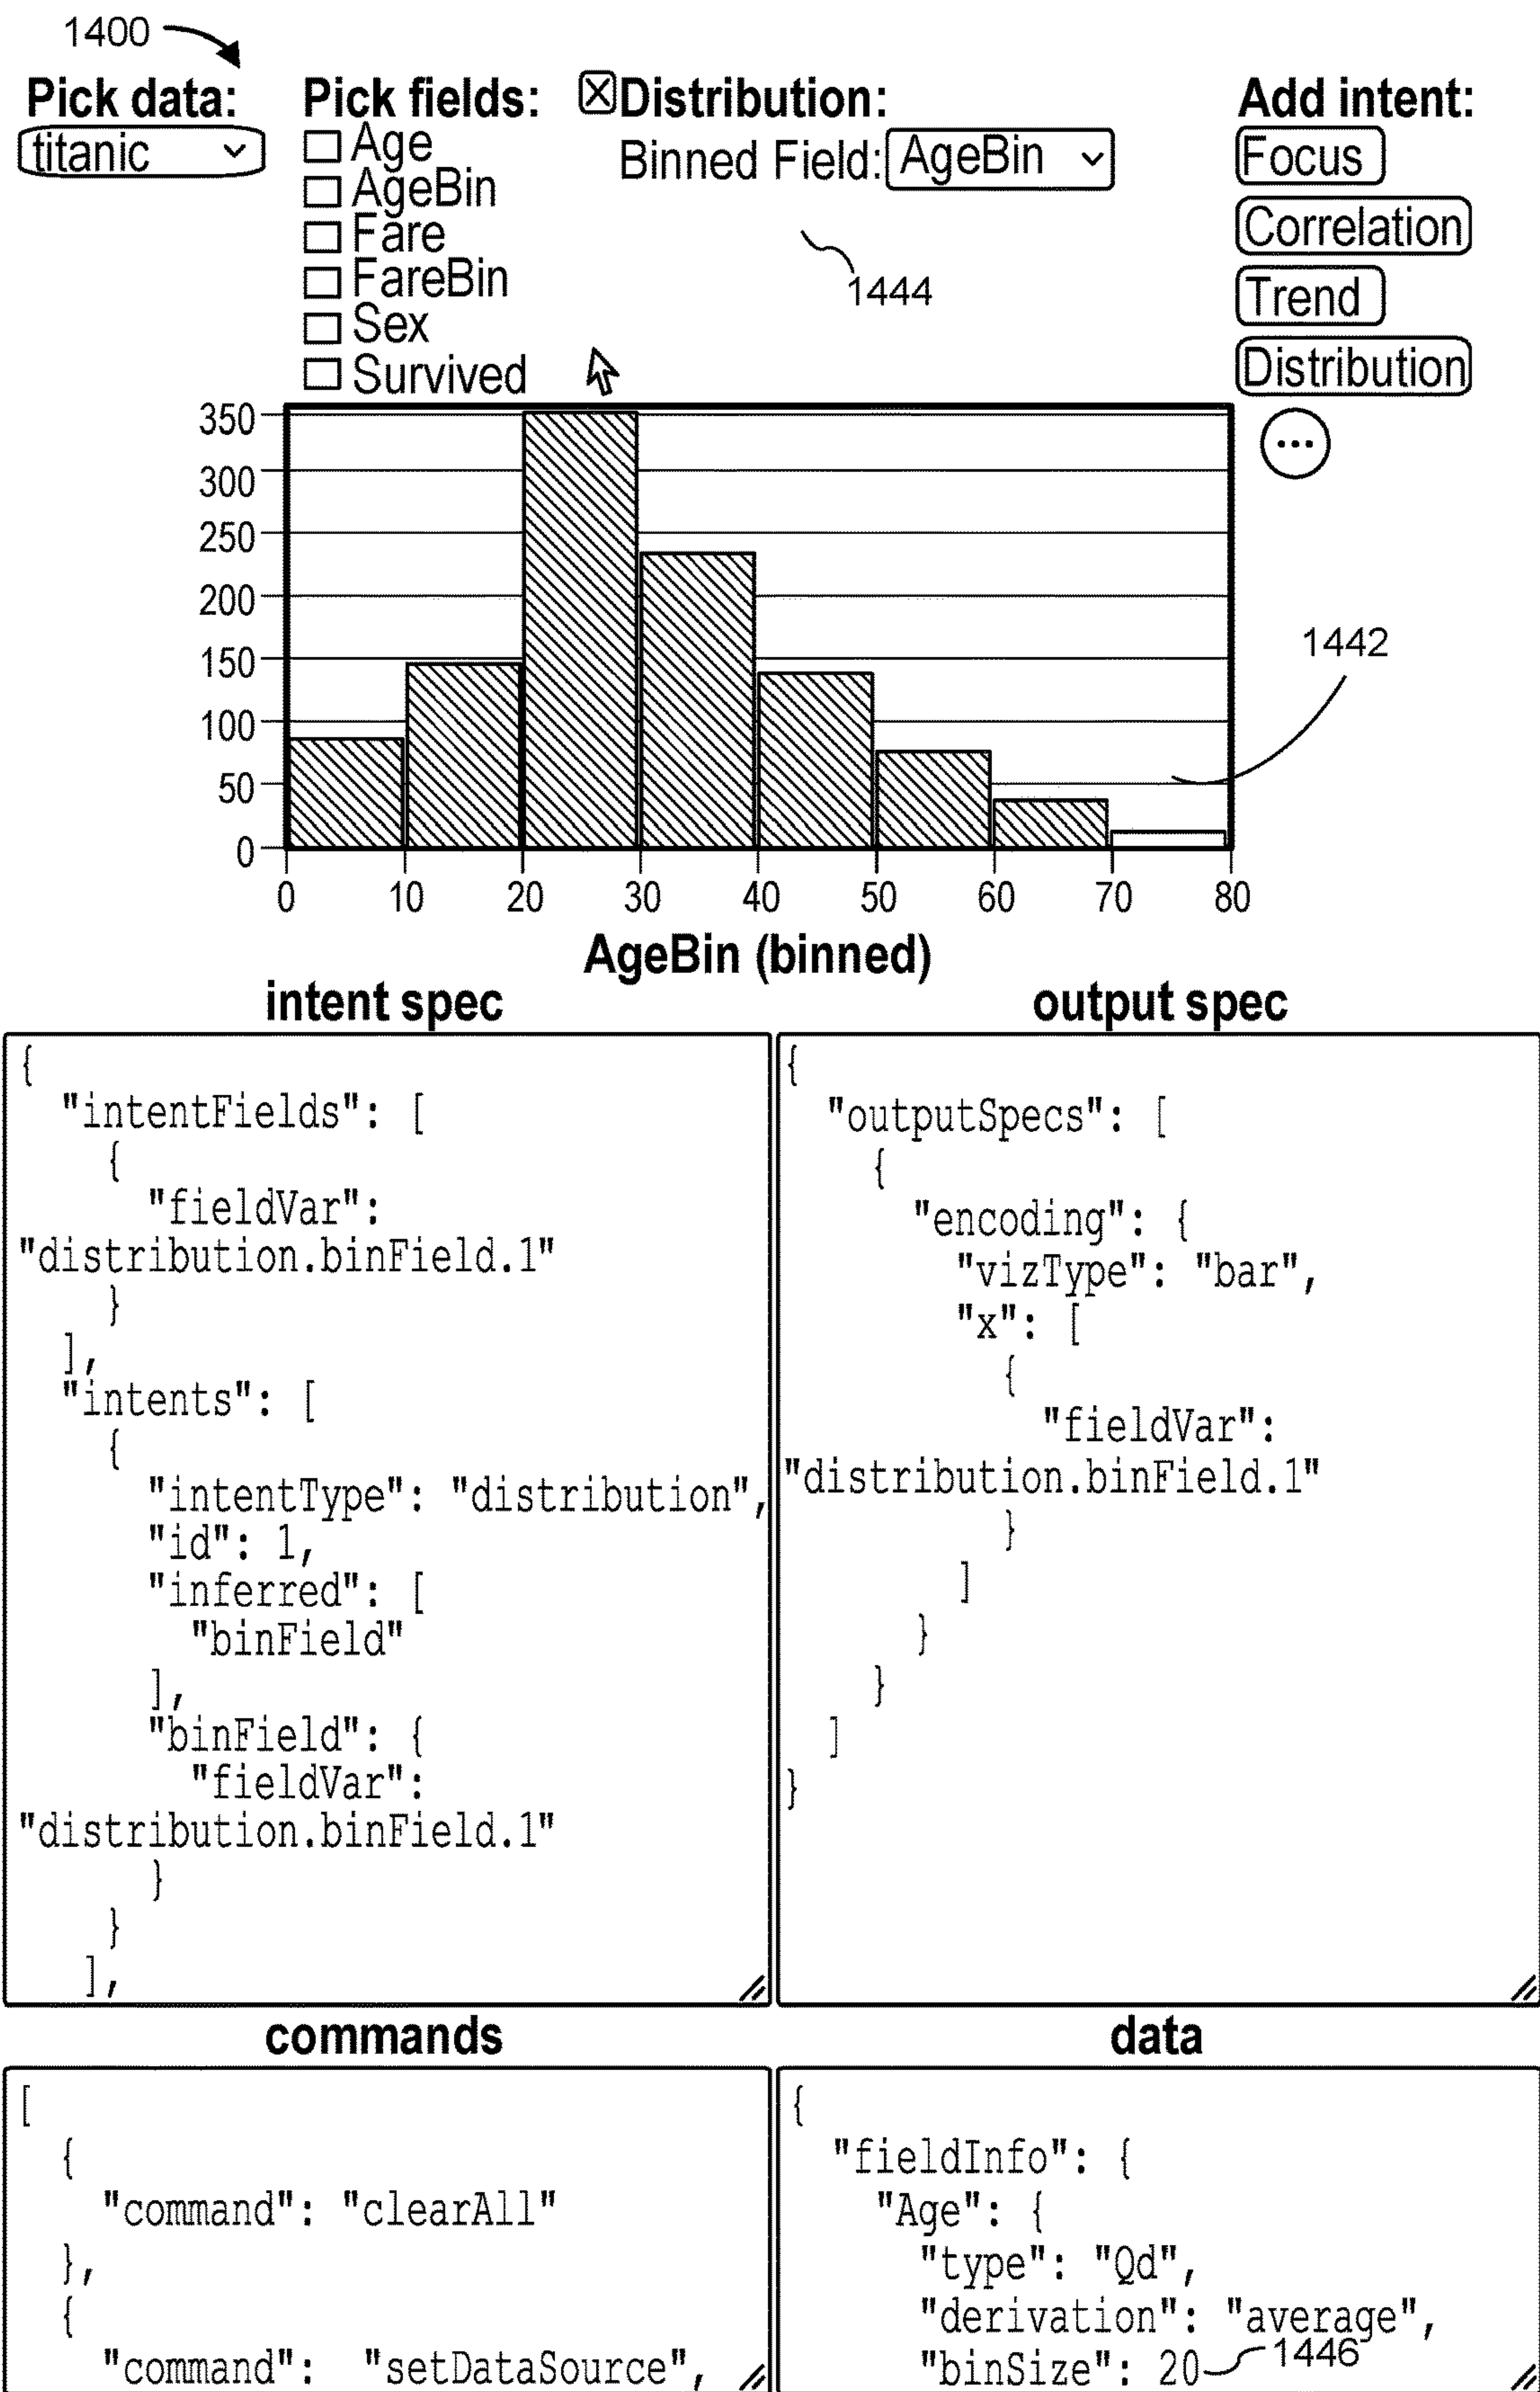 1400
Pick data:
titanic
Pick fields:
Age
AgeBin
Fare
FareBin
Sex
Survived
Distribution:
Binned Field: AgeBin
1444
Add intent:
Focus
Correlation
Trend
Distribution
...
350
300
250
200
150
100
50
0
1442
0 10 20 30 40 50 60 70 80
AgeBin (binned)
intent spec
{
"intentFields": [
{
"fieldVar":
"distribution.binField.1"
}
],
"intents": [
{
"intentType": "distribution",
"id": 1,
"inferred": [
"binField"
],
"binField": {
"fieldVar":
"distribution.binField.1"
}
}
],
output spec
{
"outputSpecs": [
{
"encoding": {
"vizType": "bar",
"x": [
{
"fieldVar":
"distribution.binField.1"
}
]
}
}
]
}
commands
[
{
"command": "clearAll"
},
{
"command": "setDataSource",
data
{
"fieldInfo": {
"Age": {
"type": "Qd",
"derivation": "average",
"binSize": 20
1446